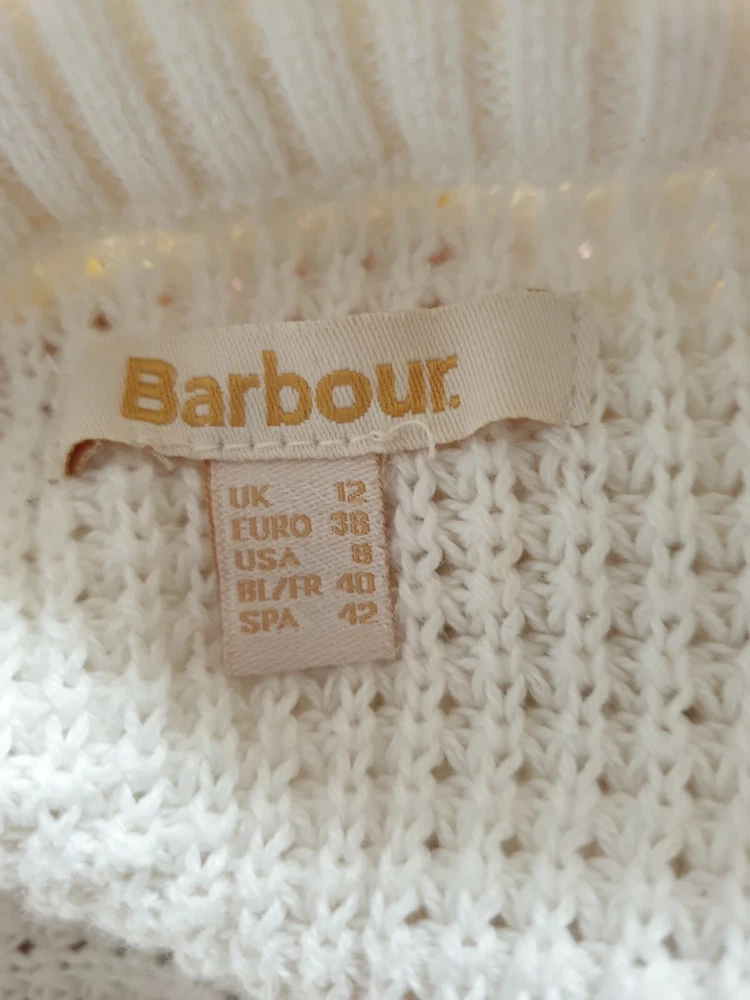 Barbour.
UK 12
EURO 38
USA 8
BL/FR 40
SPA 42